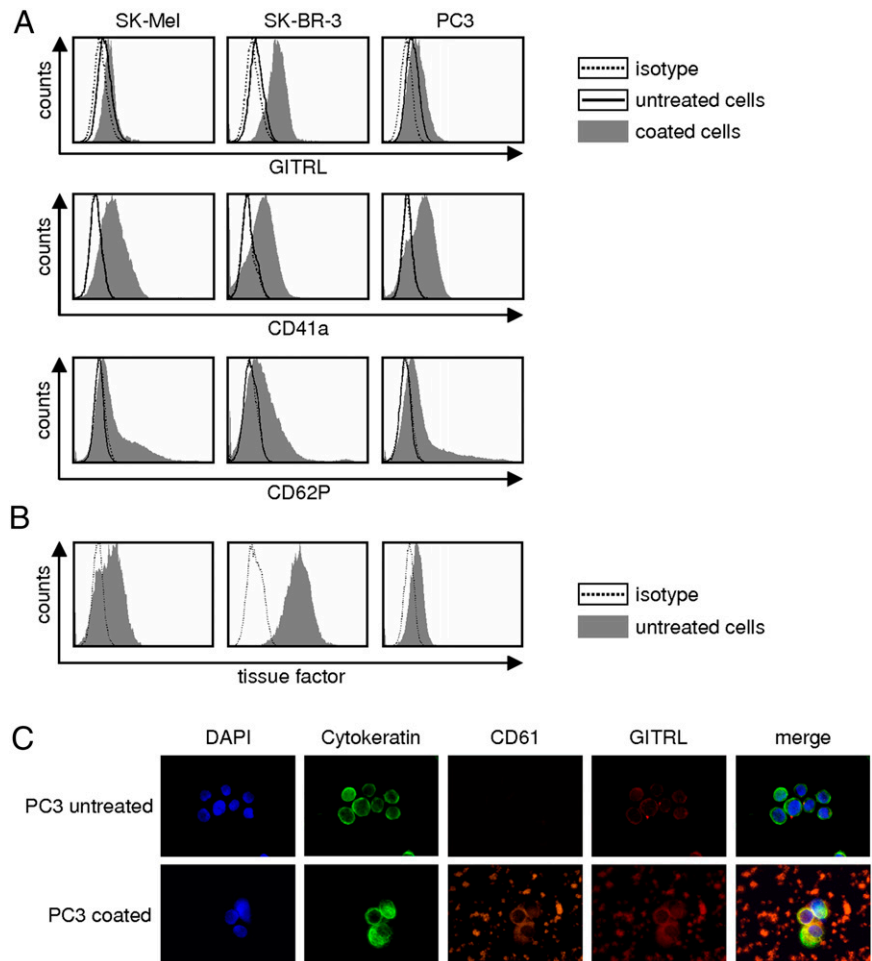 A
SK-Mel SK-BR-3 PC3
counts
GITRL
isotype
untreated cells
coated cells
counts
CD41a
counts
CD62P
B
counts
tissue factor
isotype
untreated cells
C
DAPI Cytokeratin CD61 GITRL merge
PC3 untreated
PC3 coated